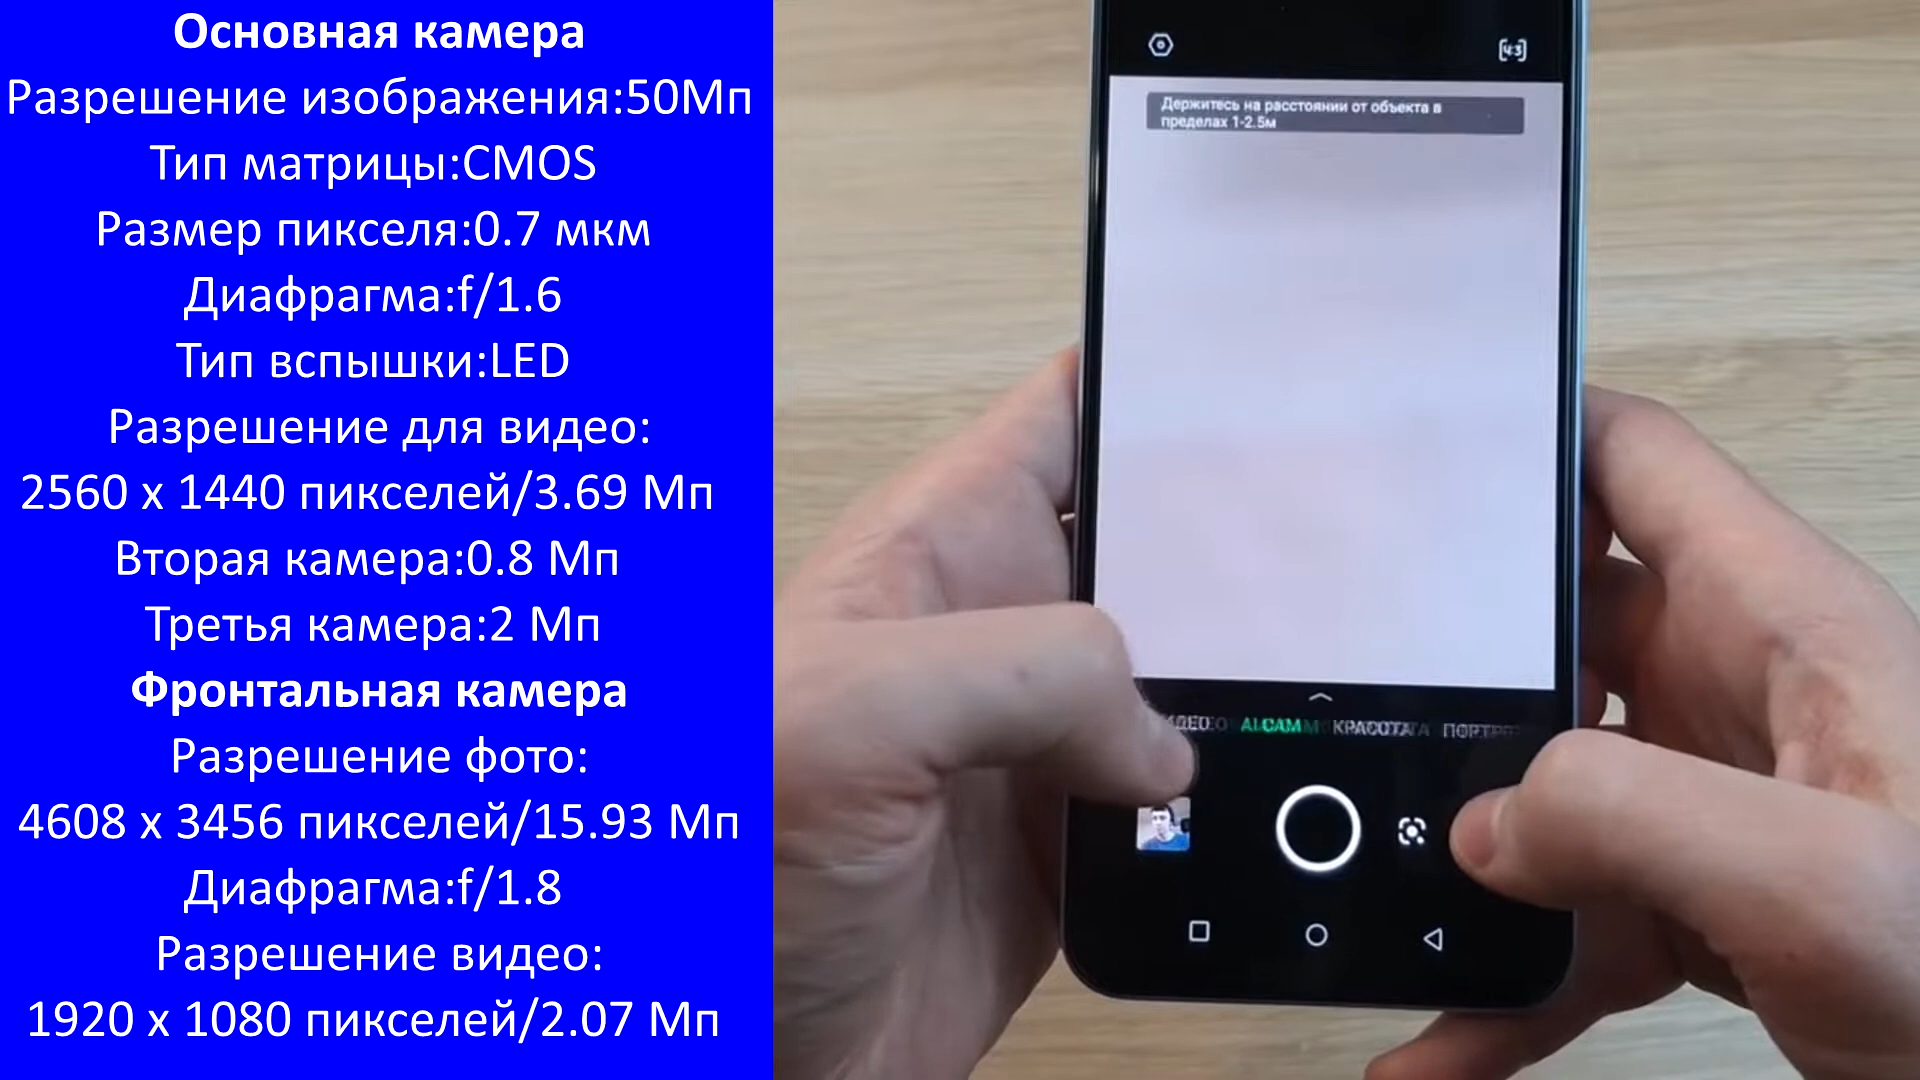 Основная камера
Разрешение изображения:50Мп
Тип матрицы:CMOS
Размер пикселя:0.7 мкм
Диафрагма:f/1.6
Тип вспышки:LED
Разрешение для видео:
2560 x 1440 пикселей/3.69 Мп
Вторая камера:0.8 Мп
Третья камера:2 Мп
Фронтальная камера
Разрешение фото:
4608 x 3456 пикселей/15.93 Мп
Диафрагма:f/1.8
Разрешение видео:
1920 x 1080 пикселей/2.07 Мп
4:3
Держитесь на расстоянии от объекта в
пределах 1-2.5м
AI CAM КРАСОТА